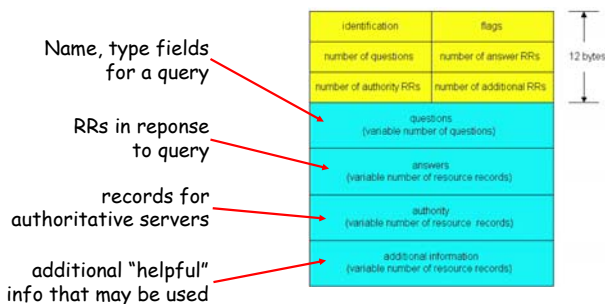 identification flags
number of questions number of answer RRs
number of authority RRs number of additional RRs
12 bytes
Name, type fields
for a query
questions
(variable number of questions)
RRs in reponse
to query
answers
(variable number of resource records)
records for
authoritative servers
authority
(variable number of resource records)
additional "helpful"
info that may be used
additional information
(variable number of resource records)